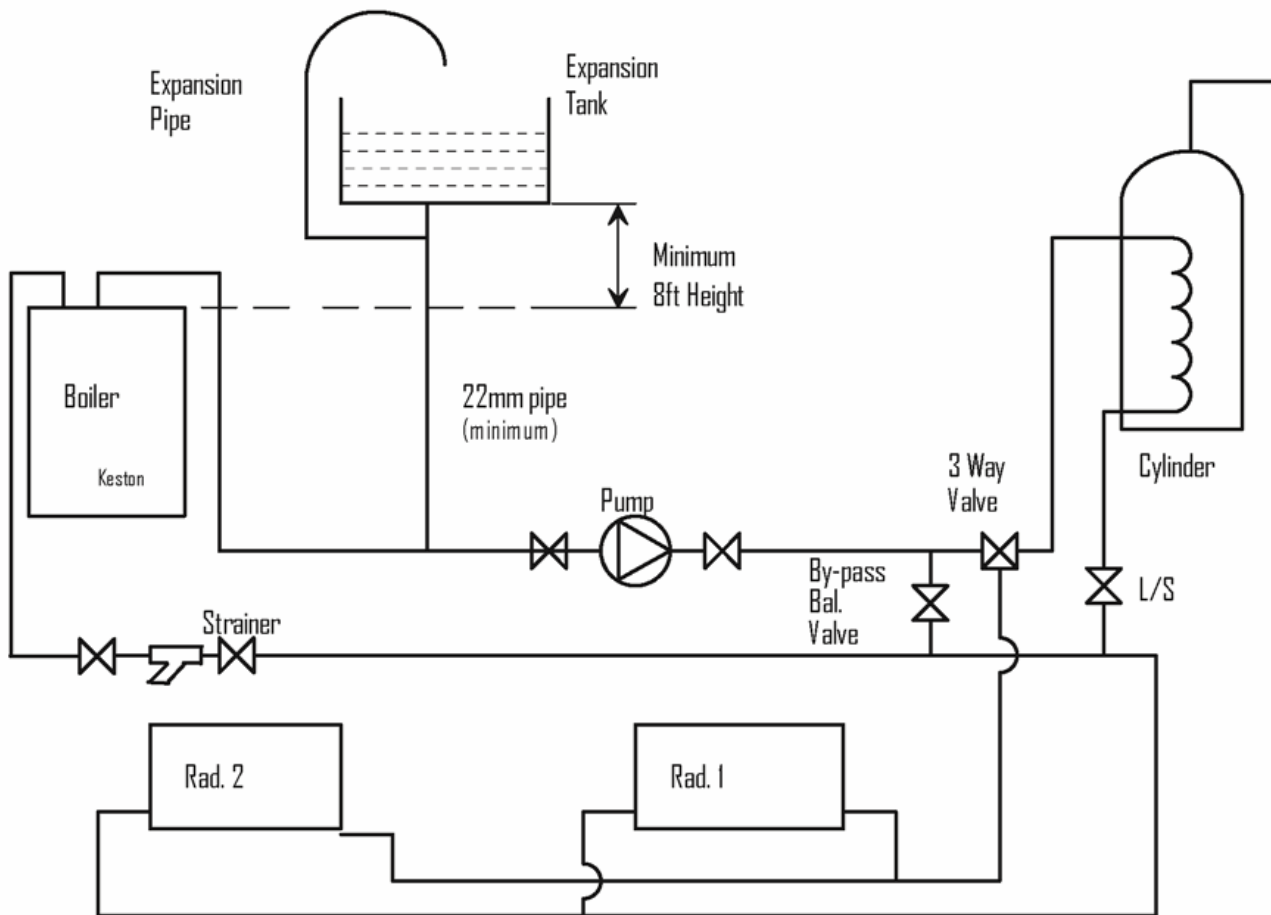 Expansion
Pipe
Expansion
Tank
Minimum
8ft Height
Boiler
Keston
22mm pipe
(minimum)
Pump
3 Way
Valve
Cylinder
By-pass
Bal.
Valve
L/S
Strainer
Rad. 2
Rad. 1